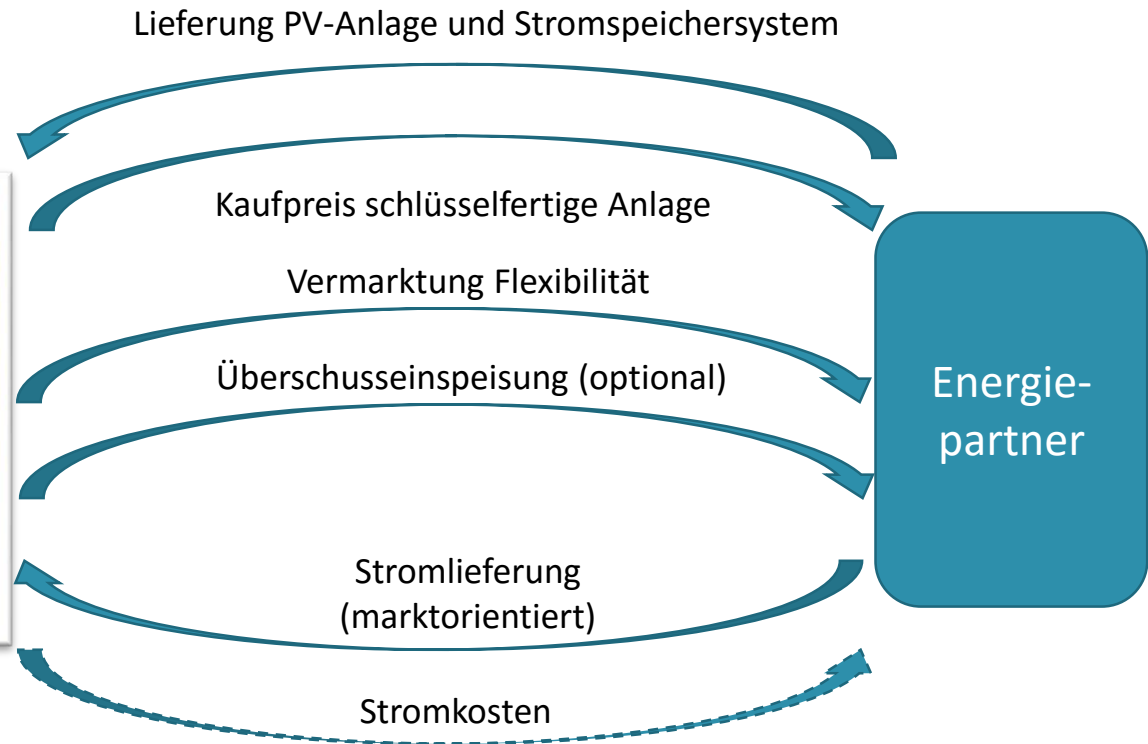 Lieferung PV-Anlage und Stromspeichersystem
Kaufpreis schlüsselfertige Anlage
Vermarktung Flexibilität
Überschusseinspeisung (optional)
Energie-
partner
Stromlieferung
(marktorientiert)
Stromkosten